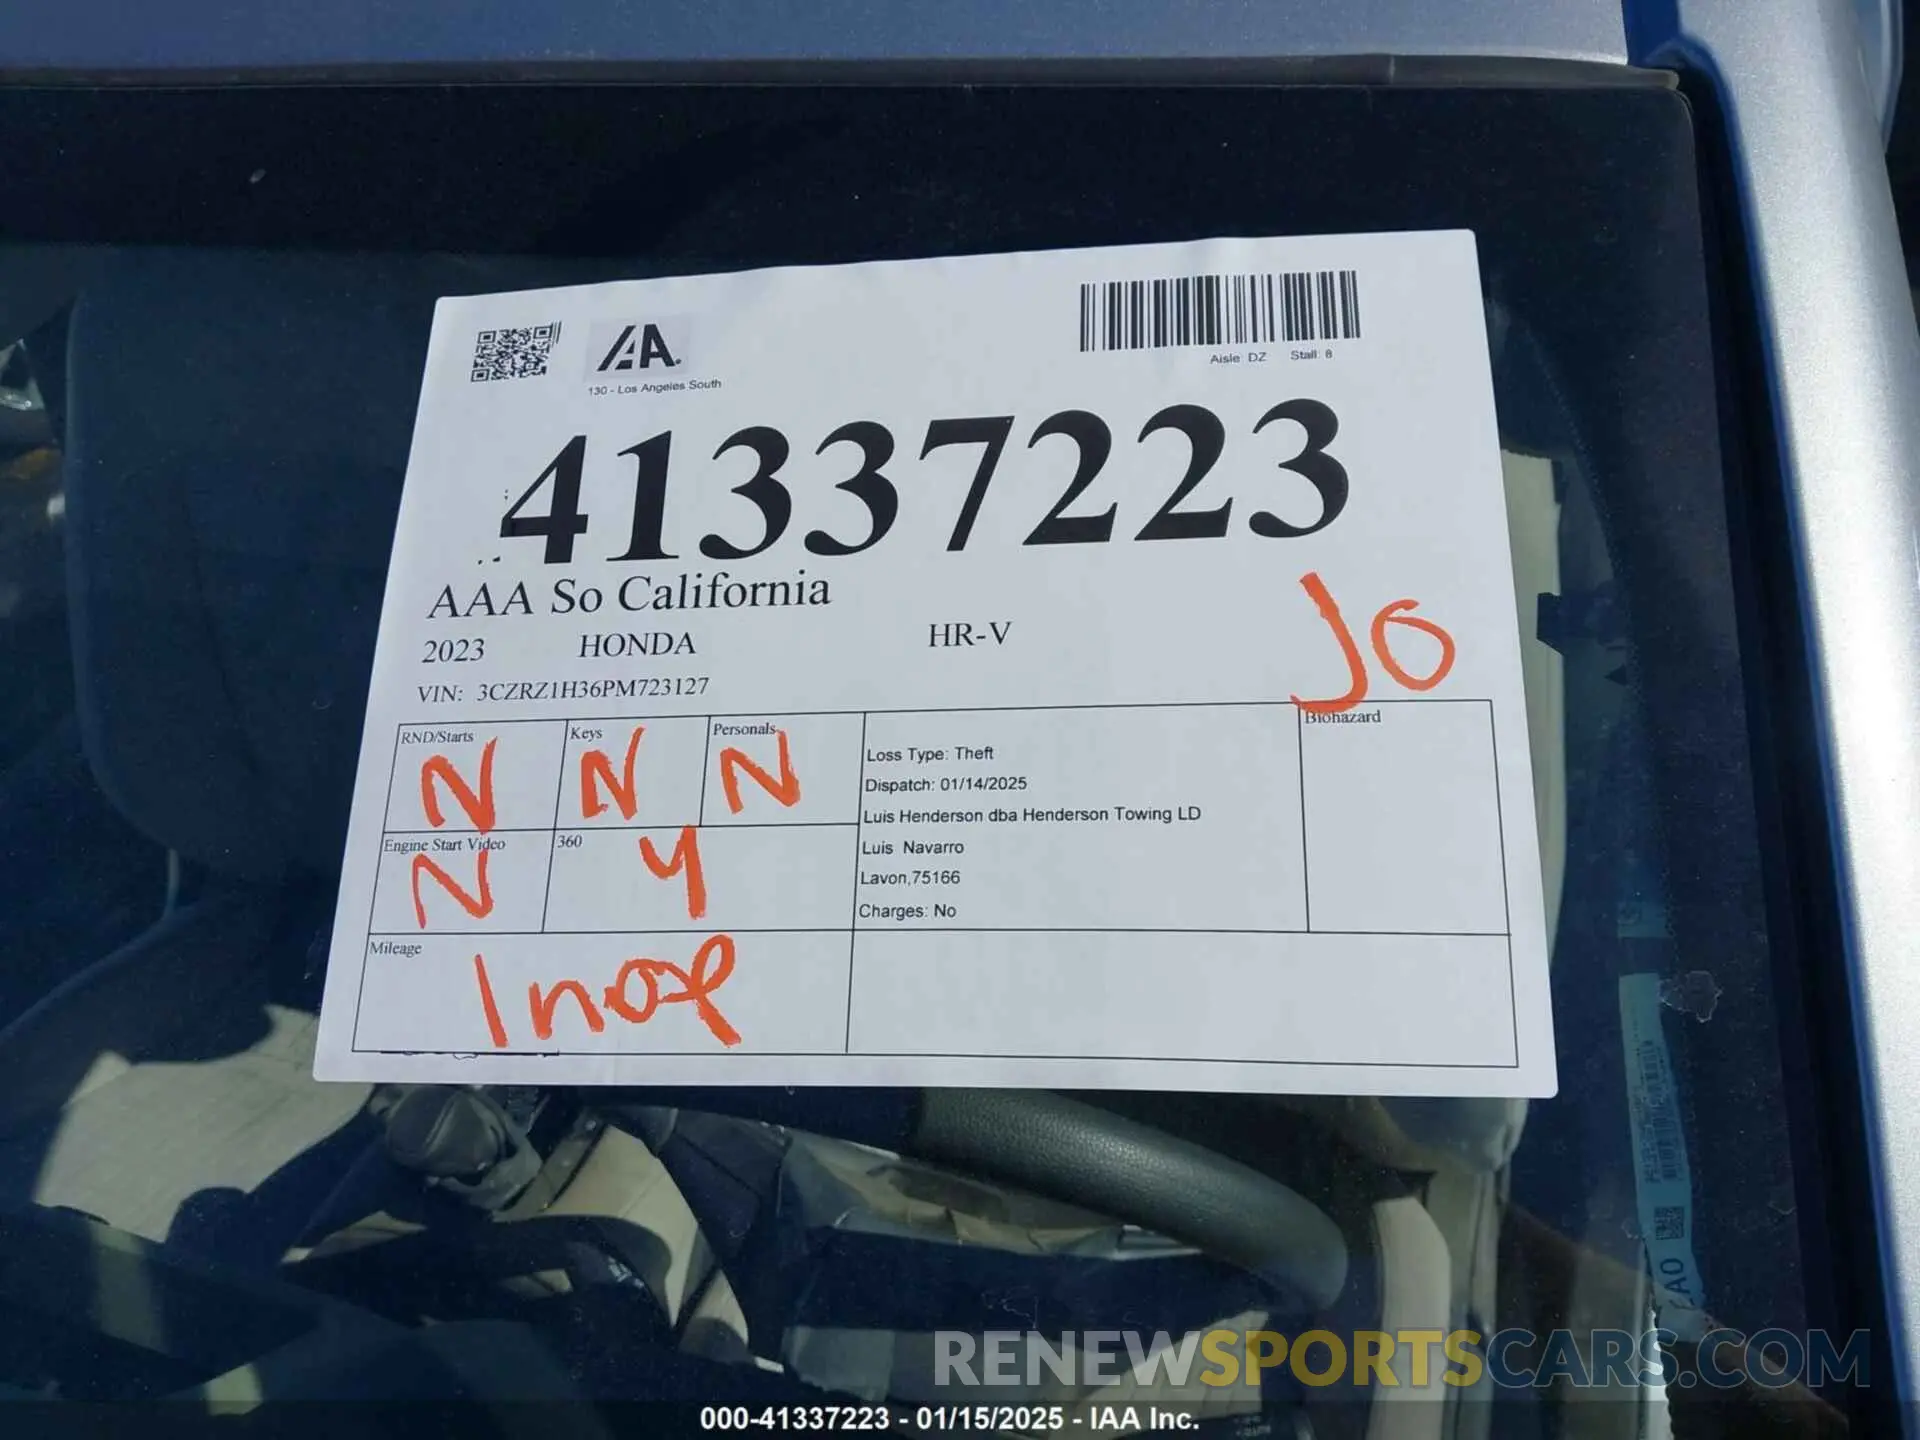 IAA.
130 - Los Angeles South
Aisle: DZ Stall: 8
41337223
AAA So California
2023 HONDA HR-V
VIN: 3CZRZ1H36PM723127
Jo
RND/Starts
N
Keys
N
Personals
N
Loss Type: Theft
Dispatch: 01/14/2025
Luis Henderson dba Henderson Towing LD
Luis Navarro
Lavon,75166
Charges: No
Biohazard
Engine Start Video
N
360
Y
Mileage
Inop
RENEWSPORTSCARS.COM
000-41337223 - 01/15/2025 - IAA Inc.